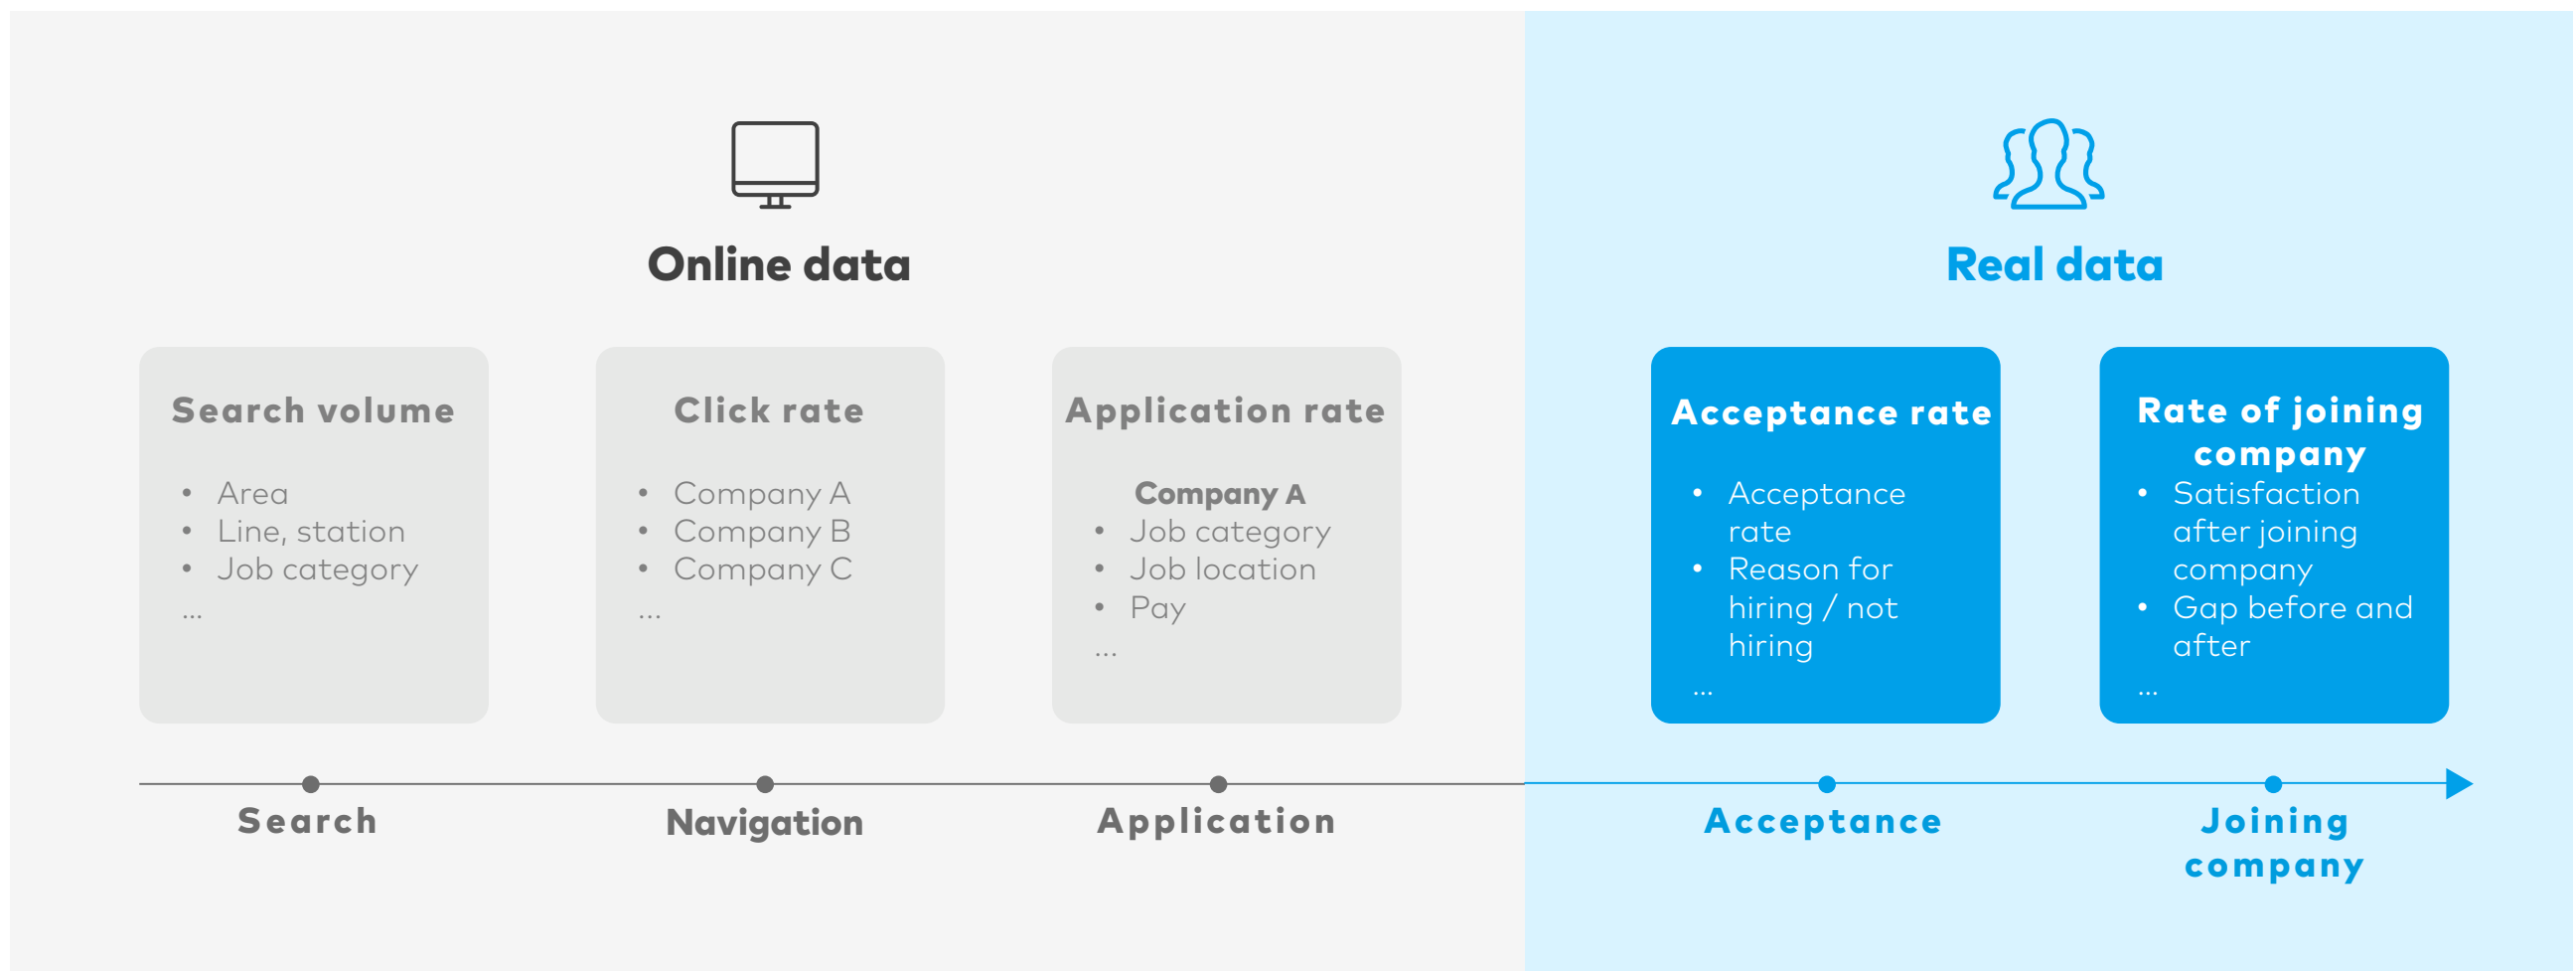 Online data
Search volume
• Area
• Line, station
• Job category
...
Click rate
• Company A
• Company B
• Company C
...
Application rate
Company A
• Job category
• Job location
• Pay
...
Search
Navigation
Application
Real data
Acceptance rate
• Acceptance
rate
• Reason for
hiring / not
hiring
...
Rate of joining
company
• Satisfaction
after joining
company
• Gap before and
after
...
Acceptance
Joining
company